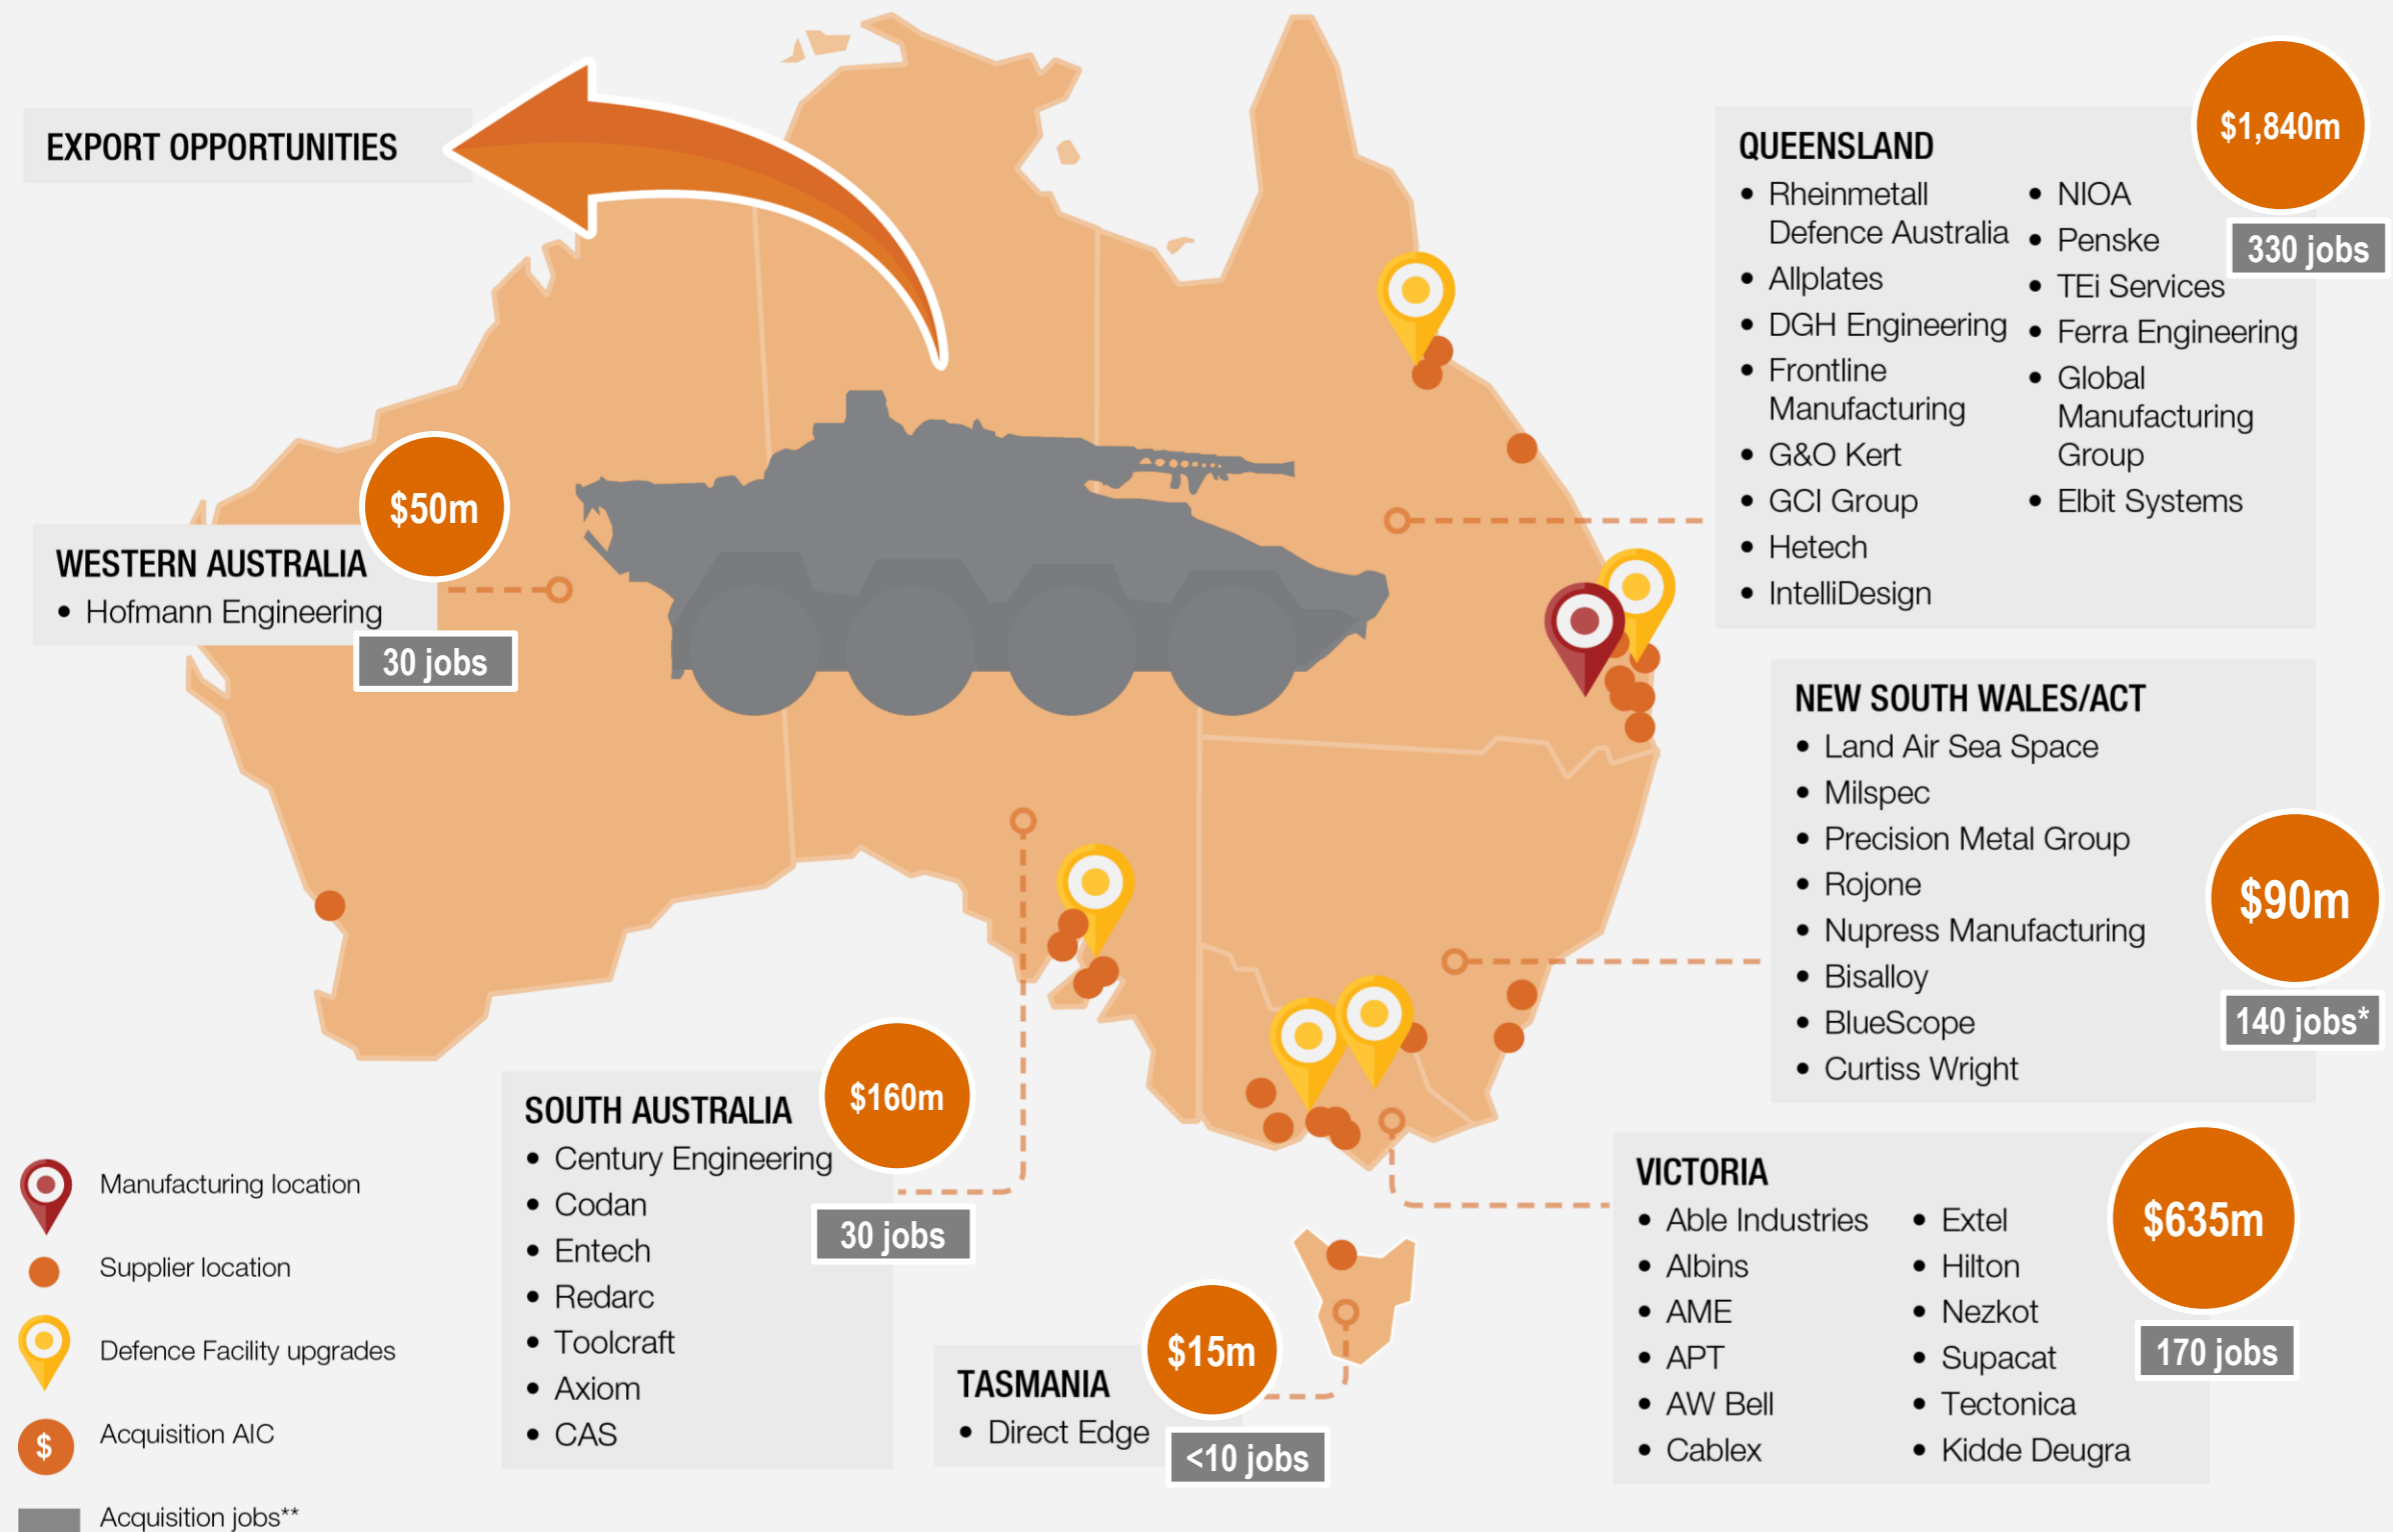 EXPORT OPPORTUNITIES
$1,840m
330 jobs
QUEENSLAND
• Rheinmetall
Defence Australia
• Allplates
• DGH Engineering
• Frontline
Manufacturing
• G&O Kert
• GCI Group
• Hetech
• IntelliDesign
• NIOA
• Penske
• TEi Services
• Ferra Engineering
• Global
Manufacturing
Group
• Elbit Systems
$50m
WESTERN AUSTRALIA
• Hofmann Engineering
30 jobs
NEW SOUTH WALES/ACT
• Land Air Sea Space
• Milspec
• Precision Metal Group
• Rojone
• Nupress Manufacturing
• Bisalloy
• BlueScope
• Curtiss Wright
$90m
140 jobs*
SOUTH AUSTRALIA
• Century Engineering
• Codan
• Entech
• Redarc
• Toolcraft
• Axiom
• CAS
$160m
30 jobs
TASMANIA
• Direct Edge
$15m
<10 jobs
VICTORIA
• Able Industries
• Albins
• AME
• APT
• AW Bell
• Cablex
• Extel
• Hilton
• Nezkot
• Supacat
• Tectonica
• Kidde Deugra
$635m
170 jobs
Manufacturing location
Supplier location
Defence Facility upgrades
$ Acquisition AIC
Acquisition jobs**